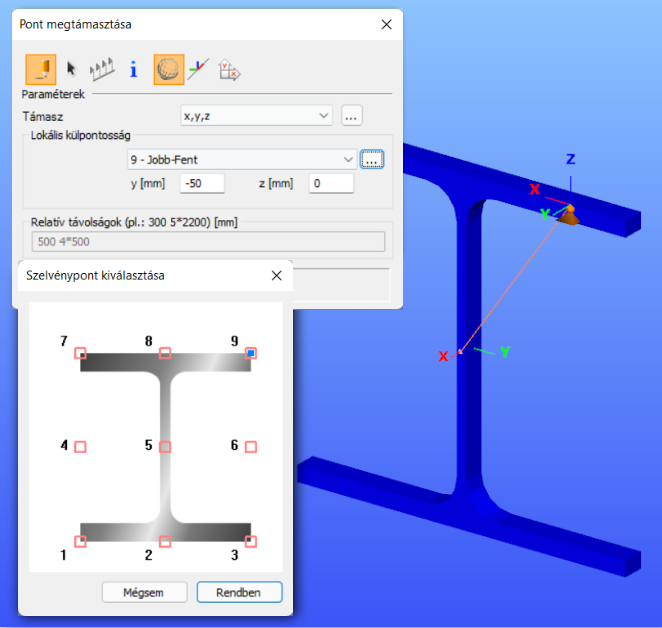 Pont megtámasztása
Paraméterek
Támasz
x,y,z
...
Lokális külpontosság
9 - Jobb-Fent
...
y [mm]
-50
z [mm]
0
Relatív távolságok (pl.: 300 5*2200) [mm]
500 4*500
Szelvénypont kiválasztása
7
8
9
4
5
6
1
2
3
Mégsem
Rendben
Z
X
Y
X
Y